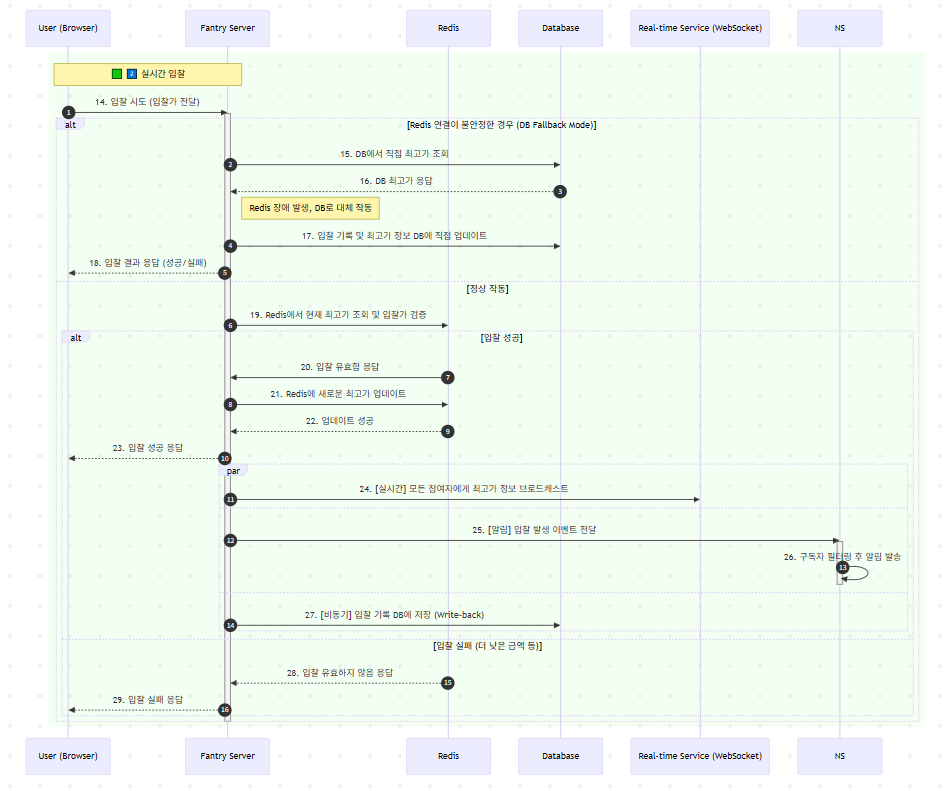 User (Browser)
Fantry Server
Redis
Database
Real-time Service (WebSocket)
NS
2 실시간 입찰
1
14. 입찰 시도 (입찰가 전달)
alt
[Redis 연결이 불안정한 경우 (DB Fallback Mode)]
2
15. DB에서 직접 최고가 조회
16. DB 최고가 응답
3
Redis 장애 발생, DB로 대체 작동
4
17. 입찰 기록 및 최고가 정보 DB에 직접 업데이트
18. 입찰 결과 응답 (성공/실패)
5
[정상 작동]
6
19. Redis에서 현재 최고가 조회 및 입찰가 검증
alt
[입찰 성공]
20. 입찰 유효함 응답
7
8
21. Redis에 새로운 최고가 업데이트
22. 업데이트 성공
9
23. 입찰 성공 응답
10
par
11
24. [실시간] 모든 참여자에게 최고가 정보 브로드캐스트
12
25. [알림] 입찰 발생 이벤트 전달
26. 구독자 필터링 후 알림 발송
13
14
27. [비동기] 입찰 기록 DB에 저장 (Write-back)
[입찰 실패 (더 낮은 금액 등)]
28. 입찰 유효하지 않음 응답
15
29. 입찰 실패 응답
16
User (Browser)
Fantry Server
Redis
Database
Real-time Service (WebSocket)
NS